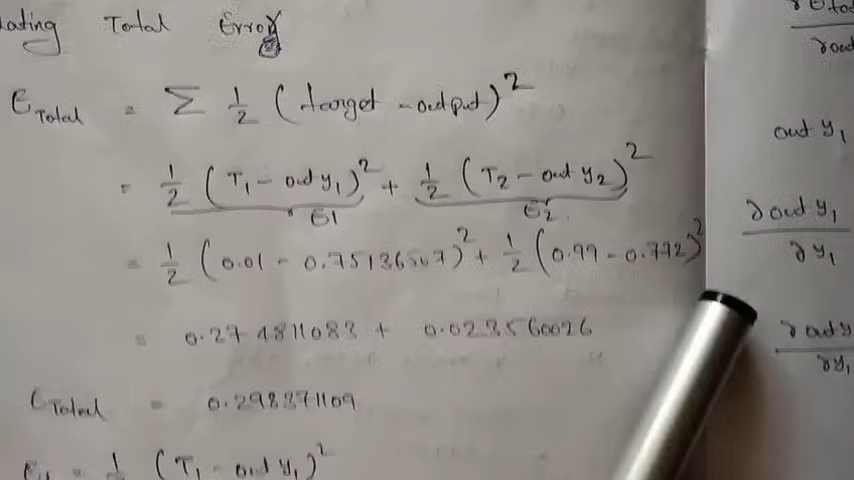 Total Error
E Total = Σ 1/2 (target - output)²
= 1/2 (T₁ - out y₁)² + 1/2 (T₂ - out y₂)²
E1 E2
= 1/2 (0.01 - 0.75136507)² + 1/2 (0.99 - 0.772)²
= 0.274811083 + 0.023560026
E Total = 0.298371109
E1 = 1/2 (T₁ - out y₁)²
out y₁
∂ out y₁
∂ y₁
∂ out y
∂y₁